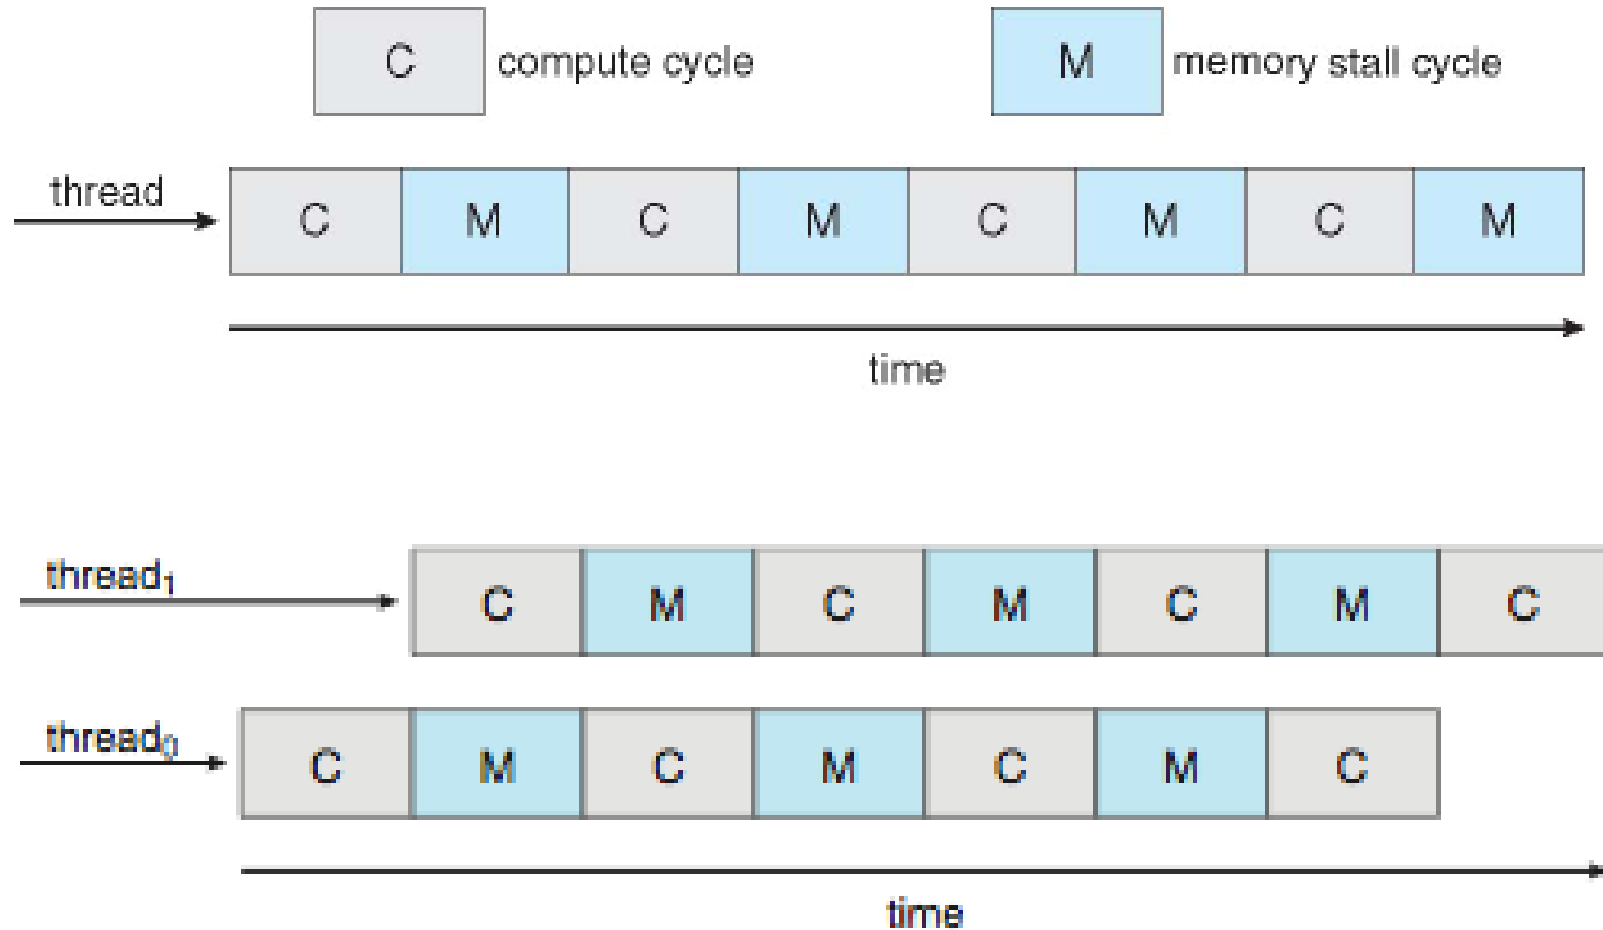 C compute cycle M memory stall cycle
thread
C M C M C M C M
time
thread₁
C M C M C M C
thread₀
C M C M C M C
time